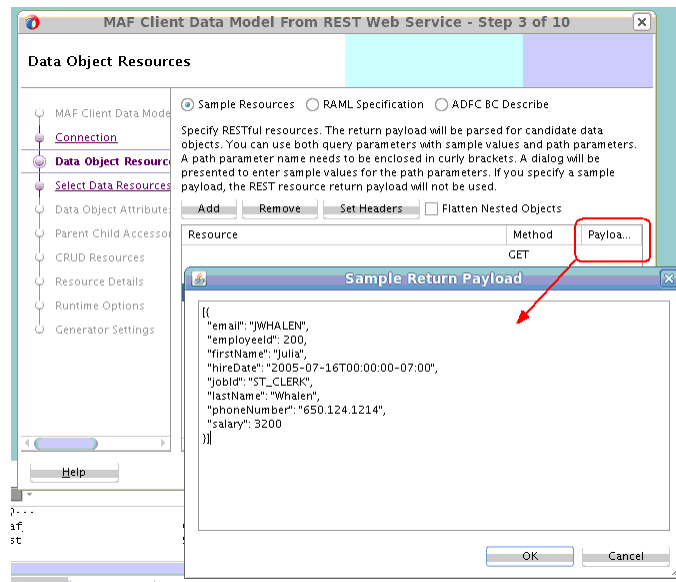 MAF Client Data Model From REST Web Service - Step 3 of 10
Data Object Resources
MAF Client Data Mode
Connection
Data Object Resourc
Select Data Resources
Data Object Attribute
Parent Child Accesso
CRUD Resources
Resource Details
Runtime Options
Generator Settings
Sample Resources RAML Specification ADFC BC Describe
Specify RESTful resources. The return payload will be parsed for candidate data
objects. You can use both query parameters with sample values and path parameters.
A path parameter name needs to be enclosed in curly brackets. A dialog will be
presented to enter sample values for the path parameters. If you specify a sample
payload, the REST resource return payload will not be used.
Add Remove Set Headers Flatten Nested Objects
Resource Method Payloa...
GET
Sample Return Payload
[{
"email": "JWHALEN",
"employeeId": 200,
"firstName": "Julia",
"hireDate": "2005-07-16T00:00:00-07:00",
"jobId": "ST_CLERK",
"lastName": "Whalen",
"phoneNumber": "650.124.1214",
"salary": 3200
}]
Help
OK Cancel